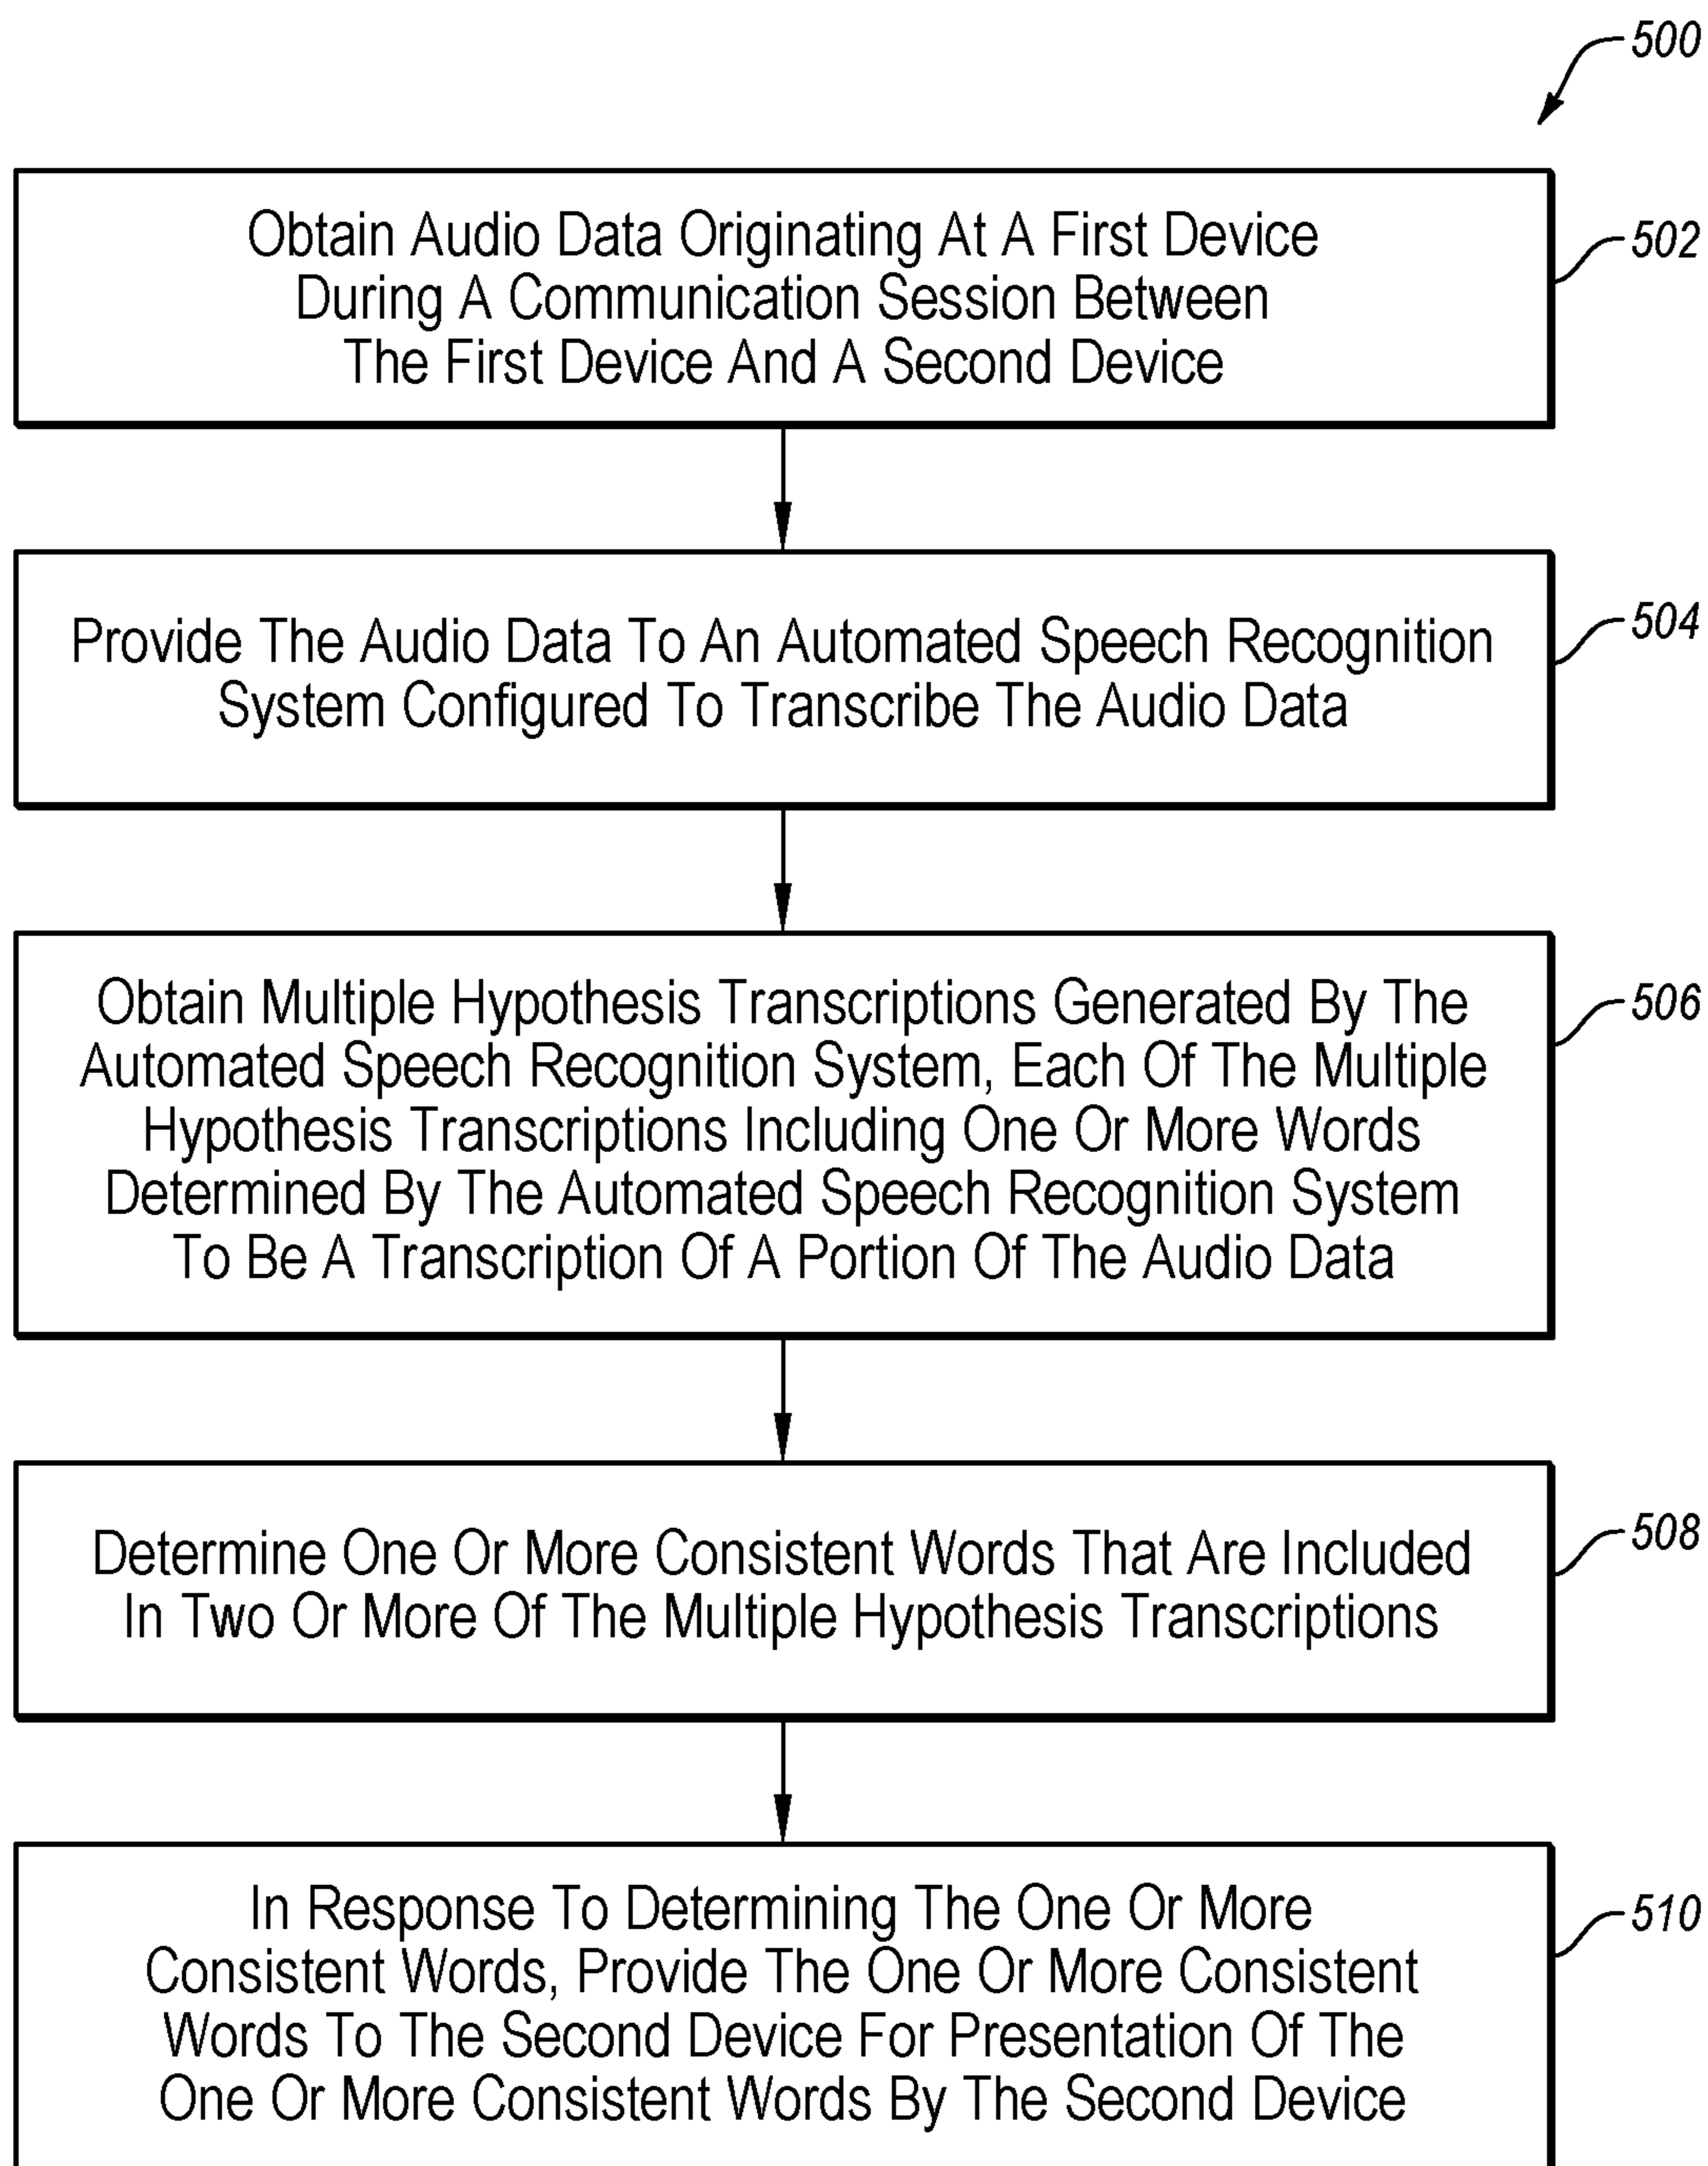 500
Obtain Audio Data Originating At A First Device
During A Communication Session Between
The First Device And A Second Device
502
Provide The Audio Data To An Automated Speech Recognition
System Configured To Transcribe The Audio Data
504
Obtain Multiple Hypothesis Transcriptions Generated By The
Automated Speech Recognition System, Each Of The Multiple
Hypothesis Transcriptions Including One Or More Words
Determined By The Automated Speech Recognition System
To Be A Transcription Of A Portion Of The Audio Data
506
Determine One Or More Consistent Words That Are Included
In Two Or More Of The Multiple Hypothesis Transcriptions
508
In Response To Determining The One Or More
Consistent Words, Provide The One Or More Consistent
Words To The Second Device For Presentation Of The
One Or More Consistent Words By The Second Device
510